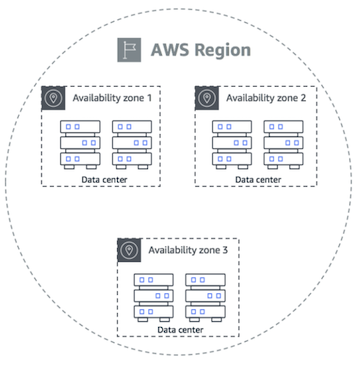 AWS Region
Availability zone 1
Availability zone 2
Data center
Data center
Availability zone 3
Data center